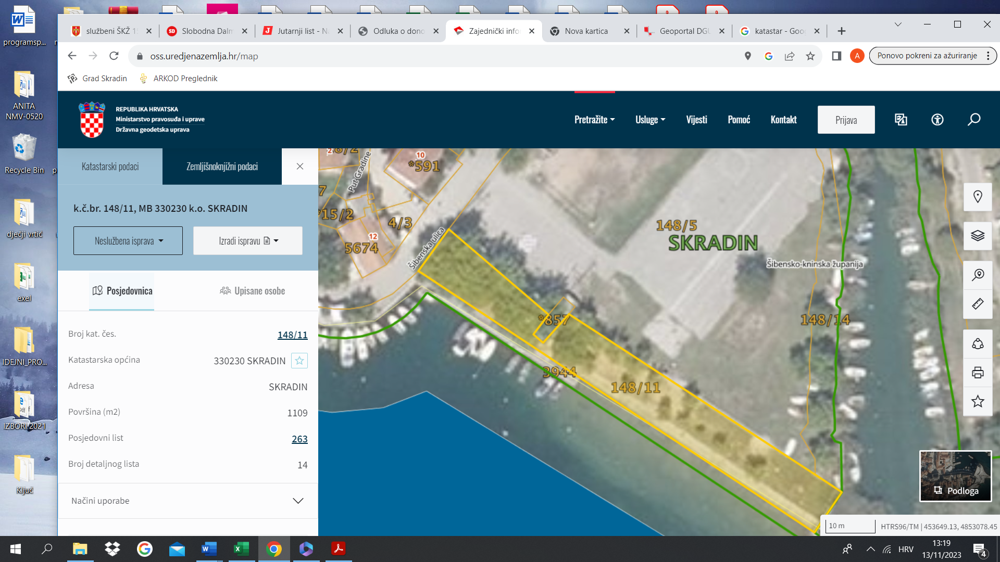 programsp...
ANITA
NMV-0520
Recycle Bin
dječji vrtić
exel
IDEJNI_PRO...
IZBORI 2021
Ključ
službeni ŠKŽ 1
Slobodna Dalm
Jutarnji list - Na
Odluka o dono
Zajednički info
Nova kartica
Geoportal DGU
katastar - Goo
oss.uredjenazemlja.hr/map
A
Ponovo pokreni za ažuriranje
Grad Skradin
ARKOD Preglednik
REPUBLIKA HRVATSKA
Ministarstvo pravosuđa i uprave
Državna geodetska uprava
Pretražite
Usluge
Vijesti
Pomoć
Kontakt
Prijava
Katastarski podaci
Zemljišnoknjižni podaci
k.č.br. 148/11, MB 330230 k.o. SKRADIN
Neslužbena isprava
Izradi ispravu
Posjedovnica
Upisane osobe
Broj kat. čes.
148/11
Katastarska općina
330230 SKRADIN
Adresa
SKRADIN
Površina (m2)
1109
Posjedovni list
263
Broj detaljnog lista
14
Načini uporabe
2
10
*591
Put Gradine
*15/2
4/3
12
5674
Šibenska ulica
148/5
SKRADIN
Šibensko-kninska županija
*857
148/14
3944
148/11
Podloga
10 m
HTRS96/TM | 453649.13, 4853078.45
HRV
13:19
13/11/2023
4